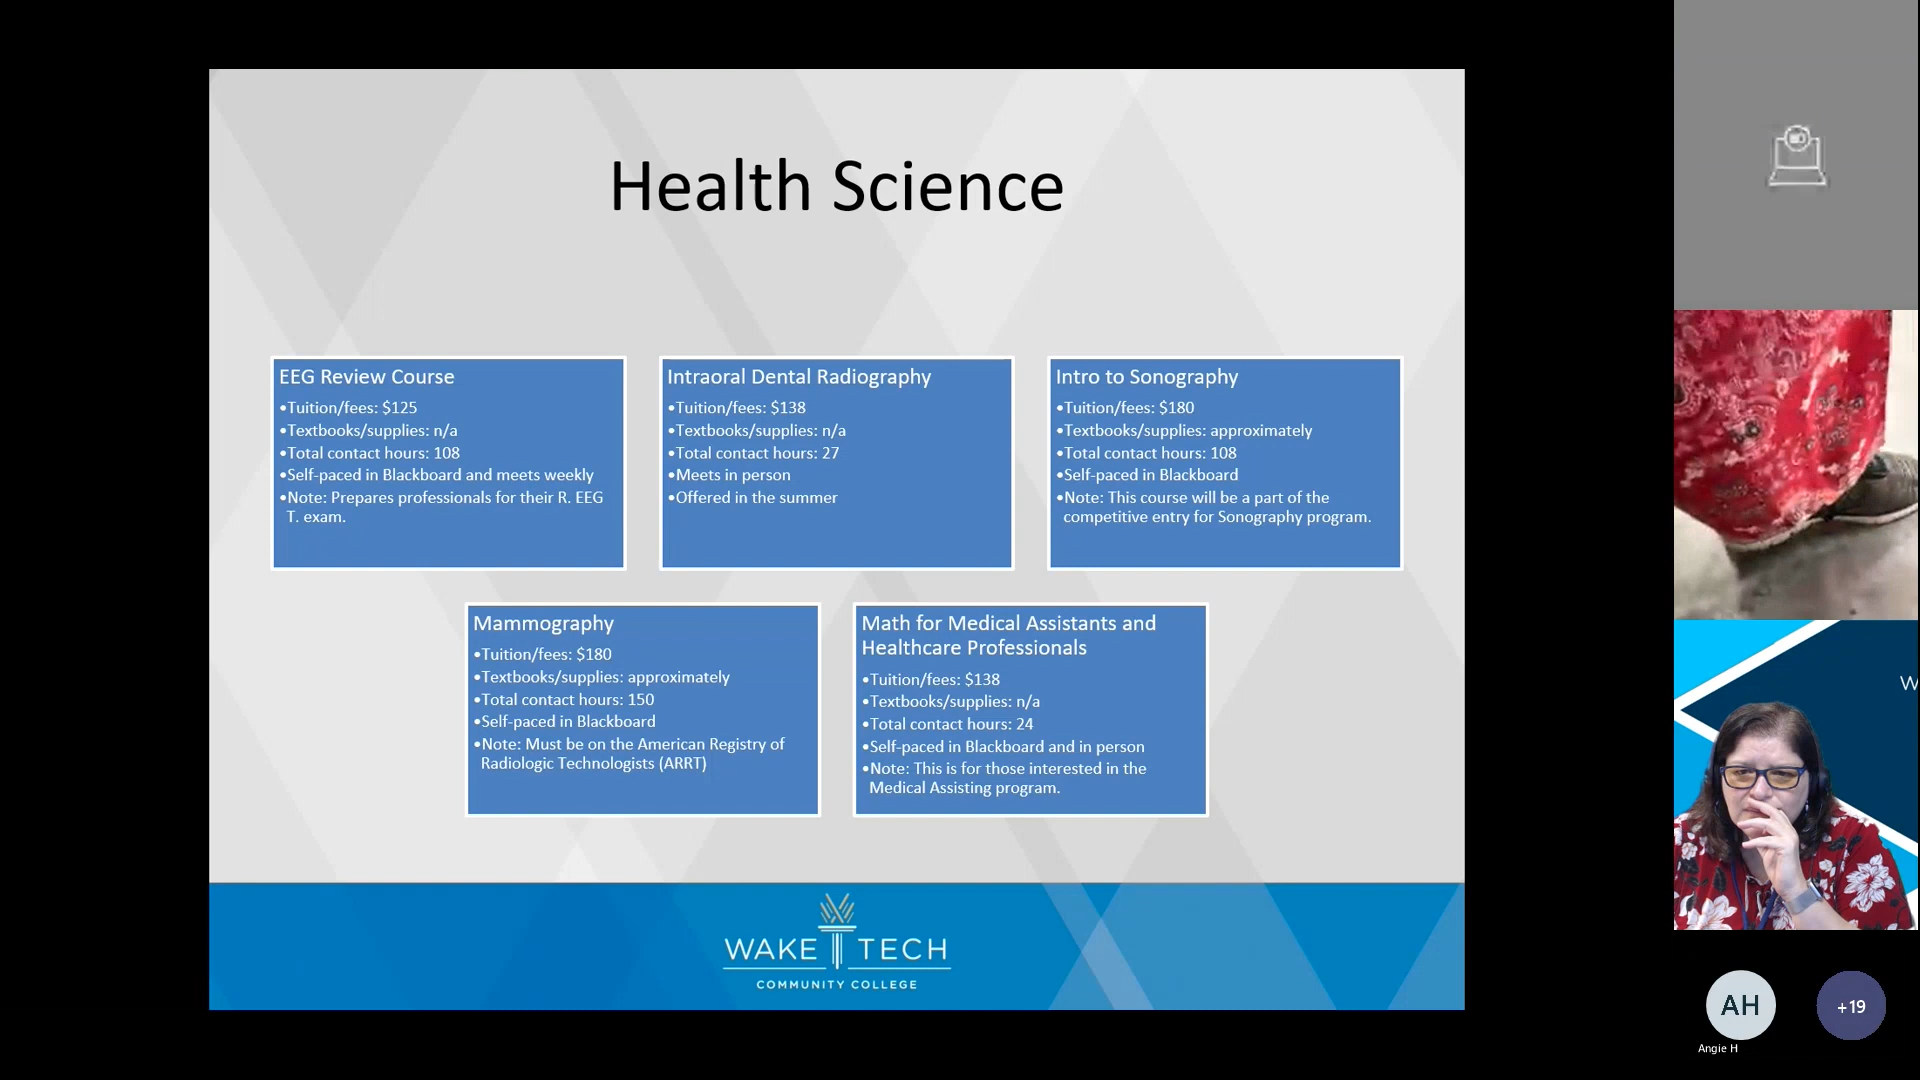 Health Science
EEG Review Course
•Tuition/fees: $125
•Textbooks/supplies: n/a
•Total contact hours: 108
•Self-paced in Blackboard and meets weekly
•Note: Prepares professionals for their R. EEG
T. exam.
Intraoral Dental Radiography
•Tuition/fees: $138
•Textbooks/supplies: n/a
•Total contact hours: 27
•Meets in person
•Offered in the summer
Intro to Sonography
•Tuition/fees: $180
•Textbooks/supplies: approximately
•Total contact hours: 108
•Self-paced in Blackboard
•Note: This course will be a part of the
competitive entry for Sonography program.
Mammography
•Tuition/fees: $180
•Textbooks/supplies: approximately
•Total contact hours: 150
•Self-paced in Blackboard
•Note: Must be on the American Registry of
Radiologic Technologists (ARRT)
Math for Medical Assistants and
Healthcare Professionals
•Tuition/fees: $138
•Textbooks/supplies: n/a
•Total contact hours: 24
•Self-paced in Blackboard and in person
•Note: This is for those interested in the
Medical Assisting program.
WAKE TECH
COMMUNITY COLLEGE
W
AH
+19
Angie H